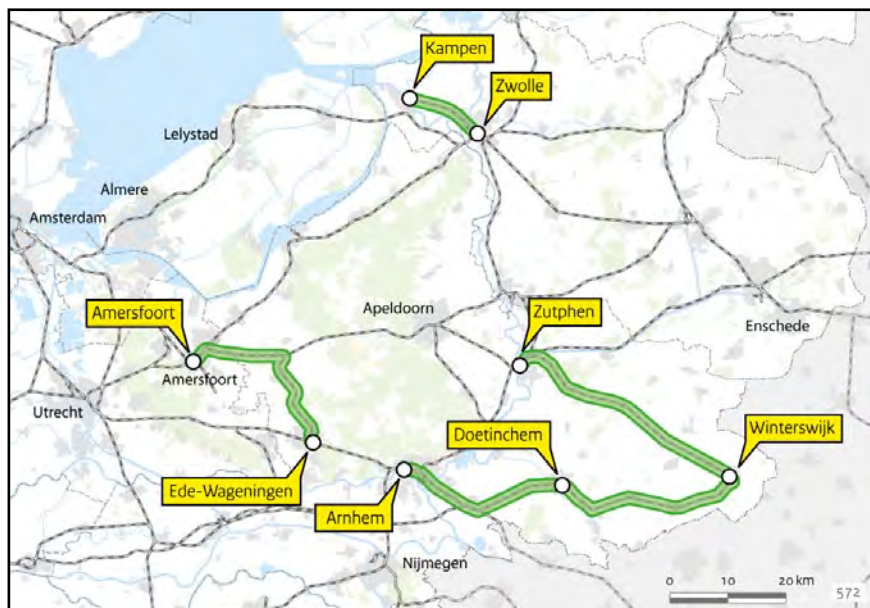 Kampen
Zwolle
Lelystad
Almere
Amsterdam
Amersfoort
Apeldoorn
Zutphen
Enschede
Amersfoort
Utrecht
Doetinchem
Winterswijk
Ede-Wageningen
Arnhem
Nijmegen
0 10 20 km
572